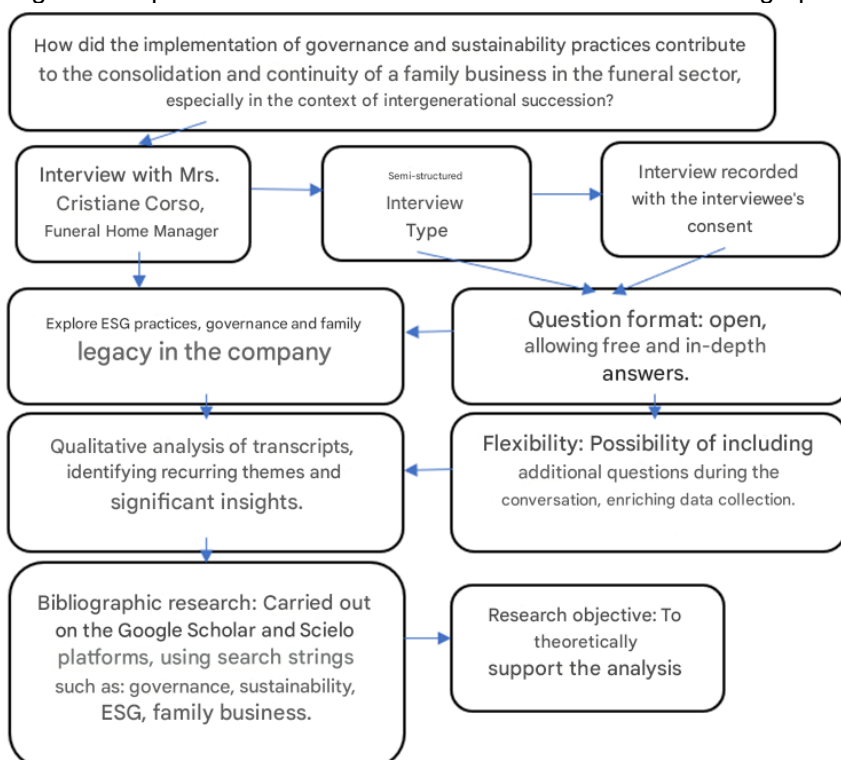 How did the implementation of governance and sustainability practices contribute
to the consolidation and continuity of a family business in the funeral sector,
especially in the context of intergenerational succession?
Interview with Mrs.
Cristiane Corso,
Funeral Home Manager
Semi-structured
Interview
Type
Interview recorded
with the interviewee's
consent
Explore ESG practices, governance and family
legacy in the company
Question format: open,
allowing free and in-depth
answers.
Qualitative analysis of transcripts,
identifying recurring themes and
significant insights.
Flexibility: Possibility of including
additional questions during the
conversation, enriching data collection.
Bibliographic research: Carried out
on the Google Scholar and Scielo
platforms, using search strings
such as: governance, sustainability,
ESG, family business.
Research objective: To
theoretically
support the analysis